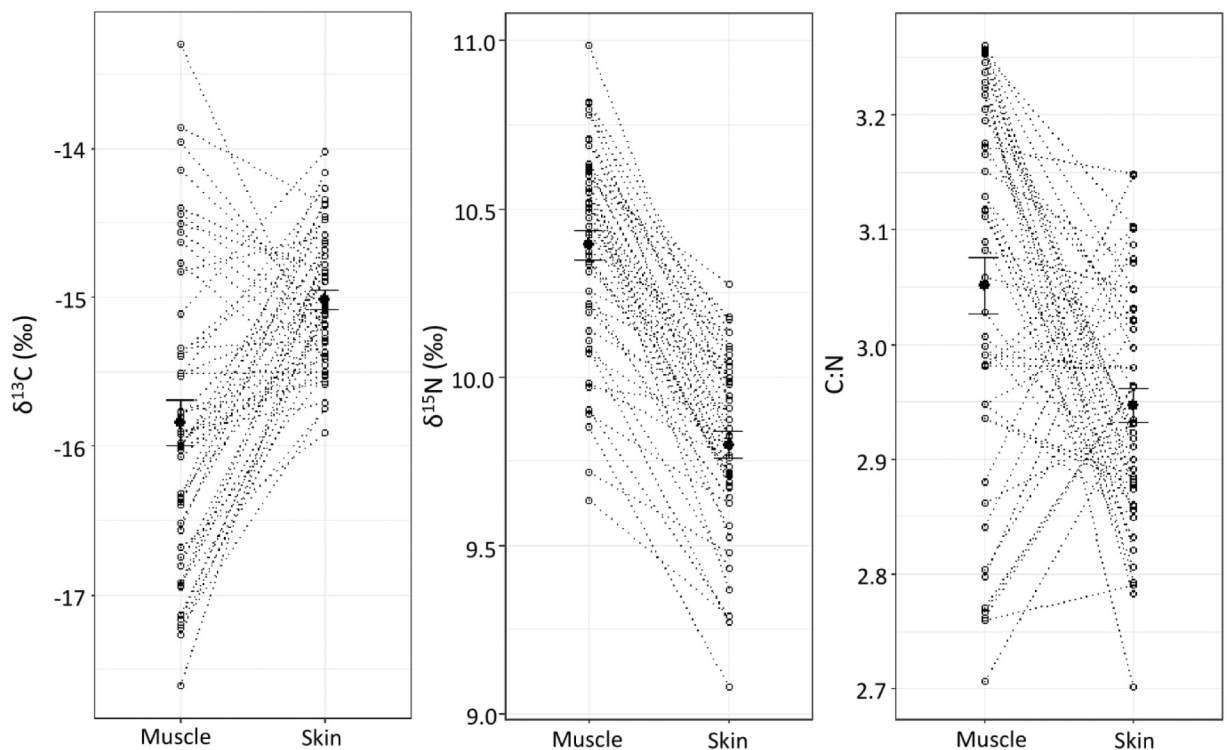 δ¹³C (‰)
-14
-15
-16
-17
Muscle Skin
δ¹⁵N (‰)
11.0
10.5
10.0
9.5
9.0
Muscle Skin
C:N
3.2
3.1
3.0
2.9
2.8
2.7
Muscle Skin